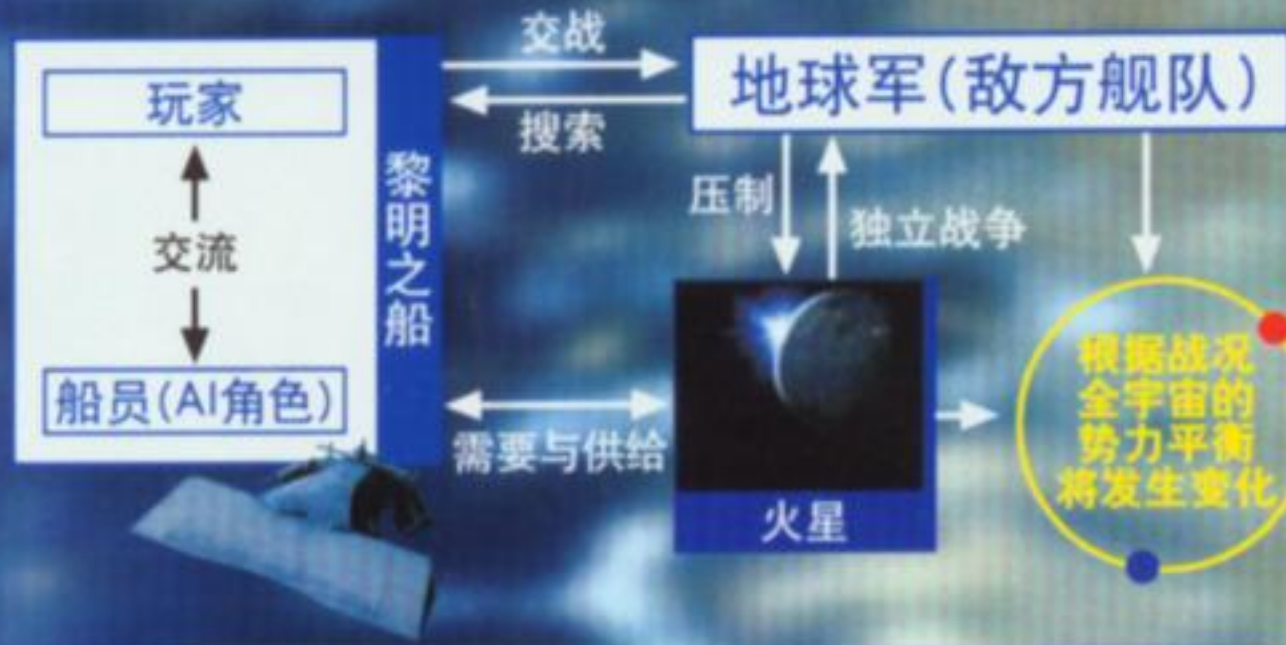 玩家
交流
船员(AI角色)
黎明之船
交战
搜索
地球军(敌方舰队)
压制
独立战争
需要与供给
火星
根据战况
全宇宙的
势力平衡
将发生变化